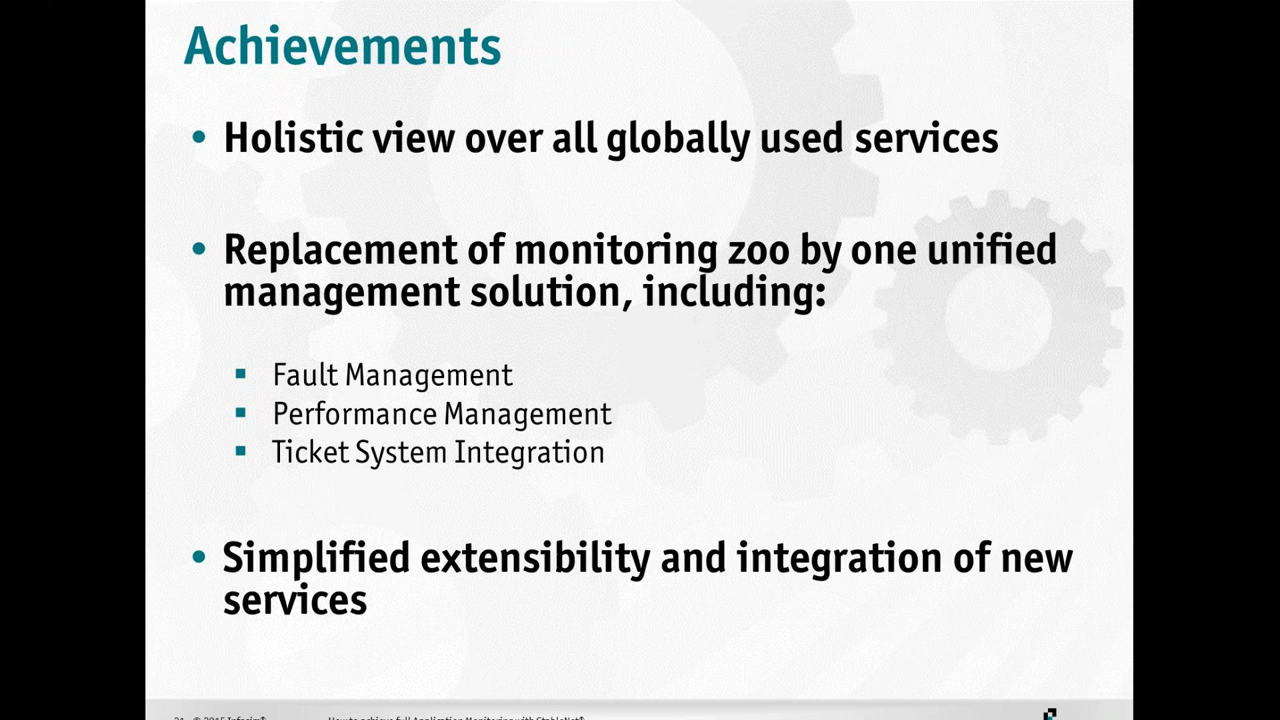 Achievements
• Holistic view over all globally used services
• Replacement of monitoring zoo by one unified
management solution, including:
▪ Fault Management
▪ Performance Management
▪ Ticket System Integration
• Simplified extensibility and integration of new
services